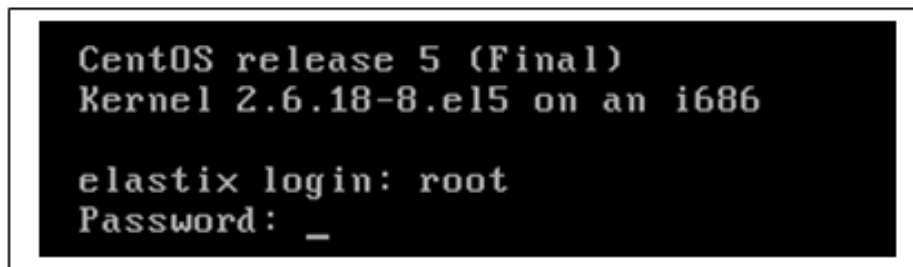 CentOS release 5 (Final)
Kernel 2.6.18-8.el5 on an i686
elastix login: root
Password: _